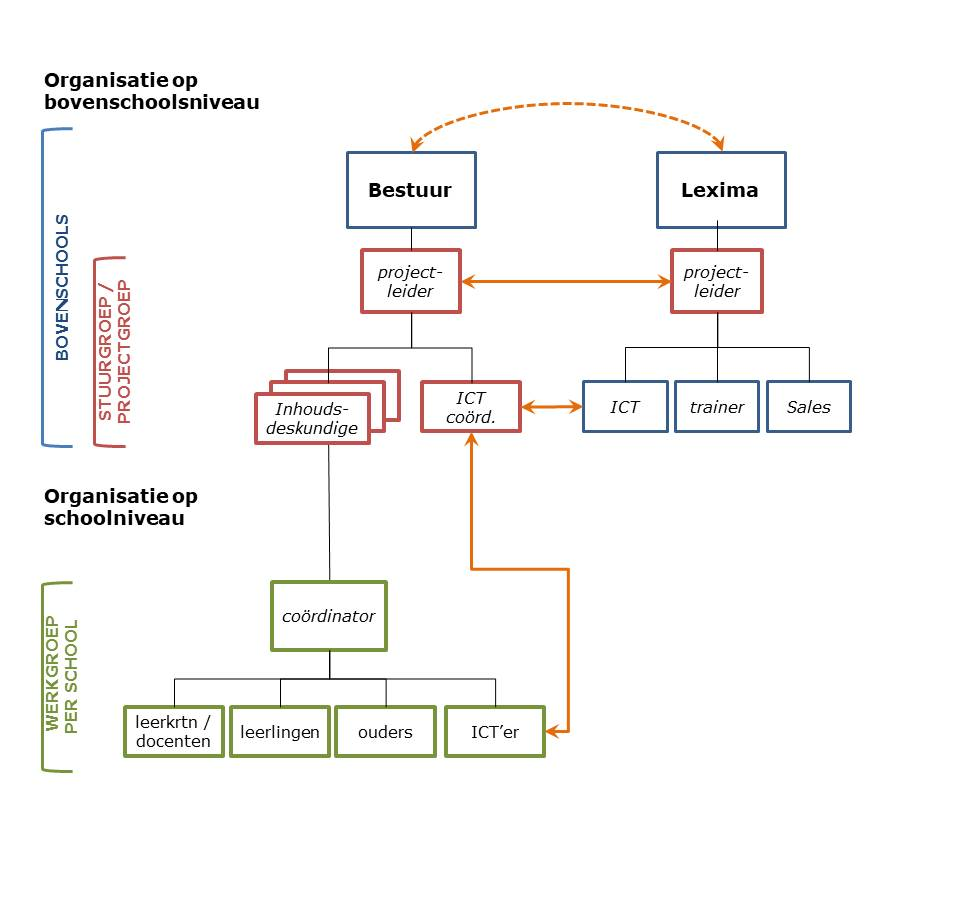 Organisatie op
bovenschoolsniveau
BOVENSCHOOLS
STUURGROEP /
PROJECTGROEP
Bestuur
Lexima
project-
leider
project-
leider
Inhouds-
deskundige
ICT
coörd.
ICT
trainer
Sales
Organisatie op
schoolniveau
WERKGROEP
PER SCHOOL
coördinator
leerkrtn /
docenten
leerlingen
ouders
ICT’er